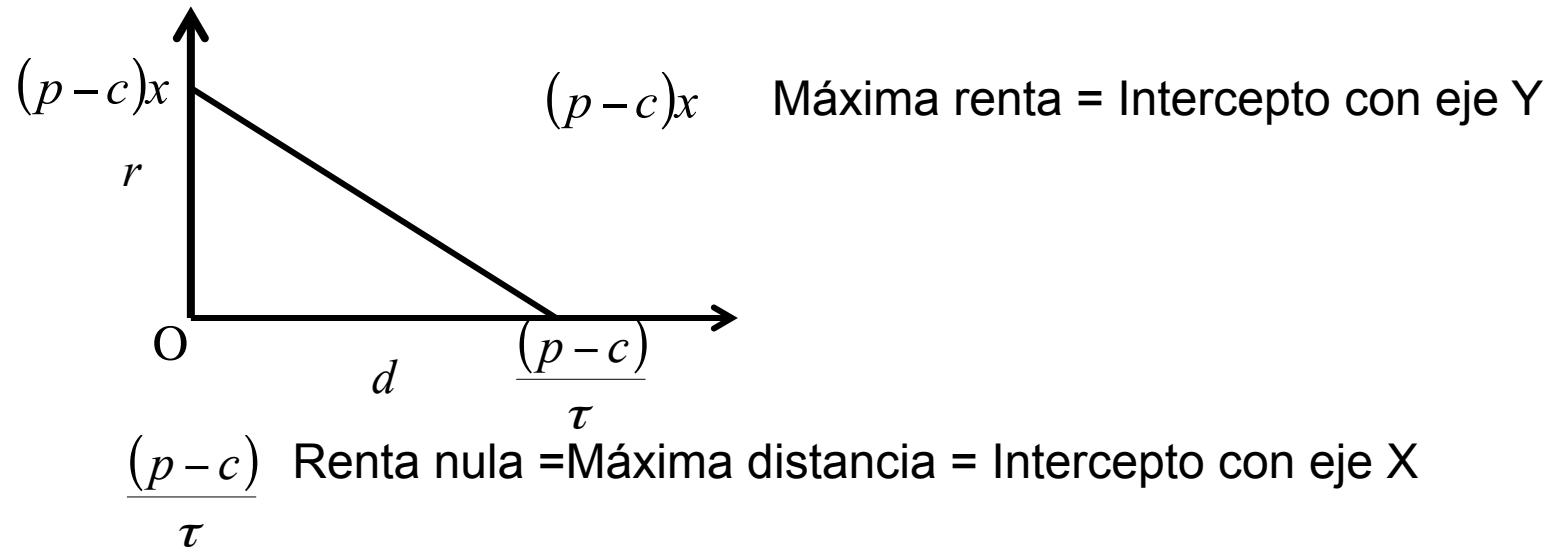 (p – c)x
(p – c)x Máxima renta = Intercepto con eje Y
r
O
d
(p – c)
τ
(p – c) Renta nula =Máxima distancia = Intercepto con eje X
τ